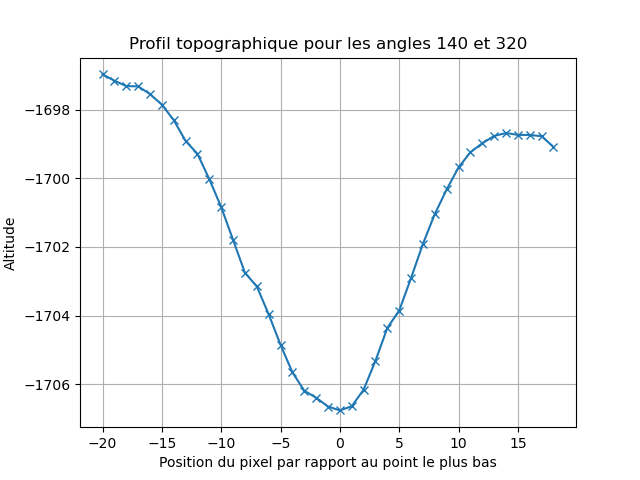 Profil topographique pour les angles 140 et 320
−1698
−1700
−1702
−1704
−1706
Altitude
−20 −15 −10 −5 0 5 10 15
Position du pixel par rapport au point le plus bas